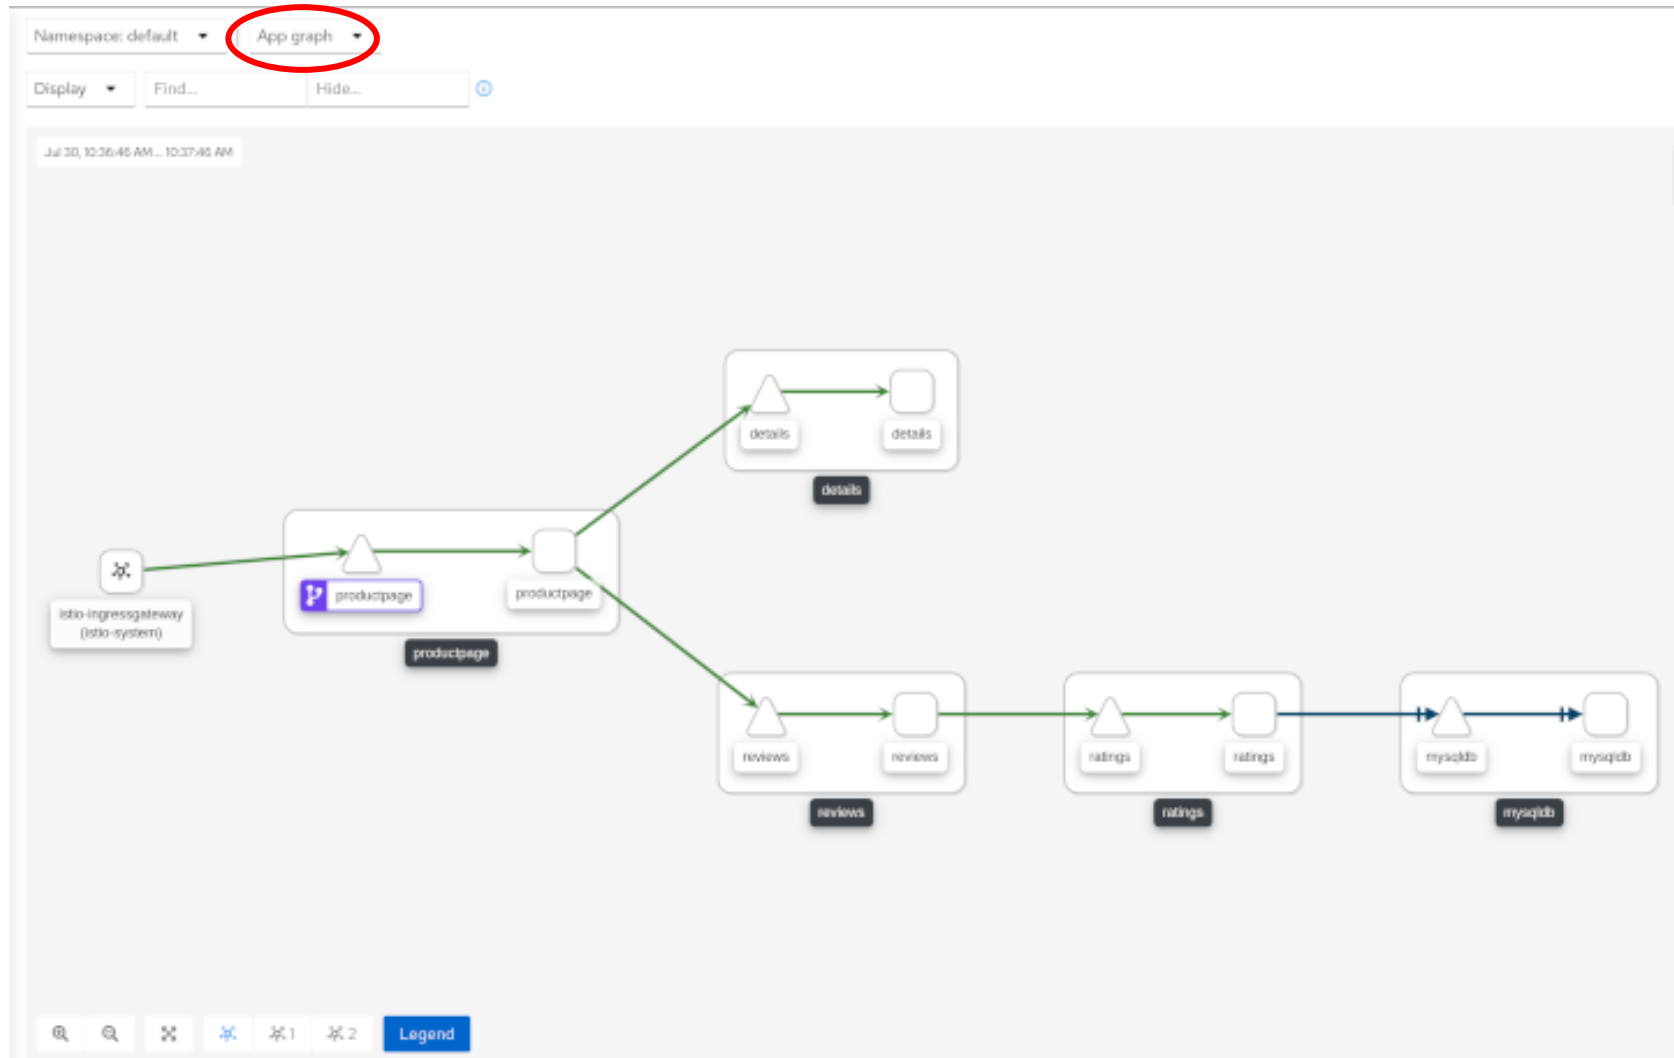 Namespace: default
App graph
Display
Find...
Hide...
Jul 30, 10:36:46 AM ... 10:37:46 AM
details
details
details
productpage
productpage
productpage
istio-ingressgateway
(istio-system)
reviews
reviews
reviews
ratings
ratings
ratings
mysqldb
mysqldb
mysqldb
1
2
Legend